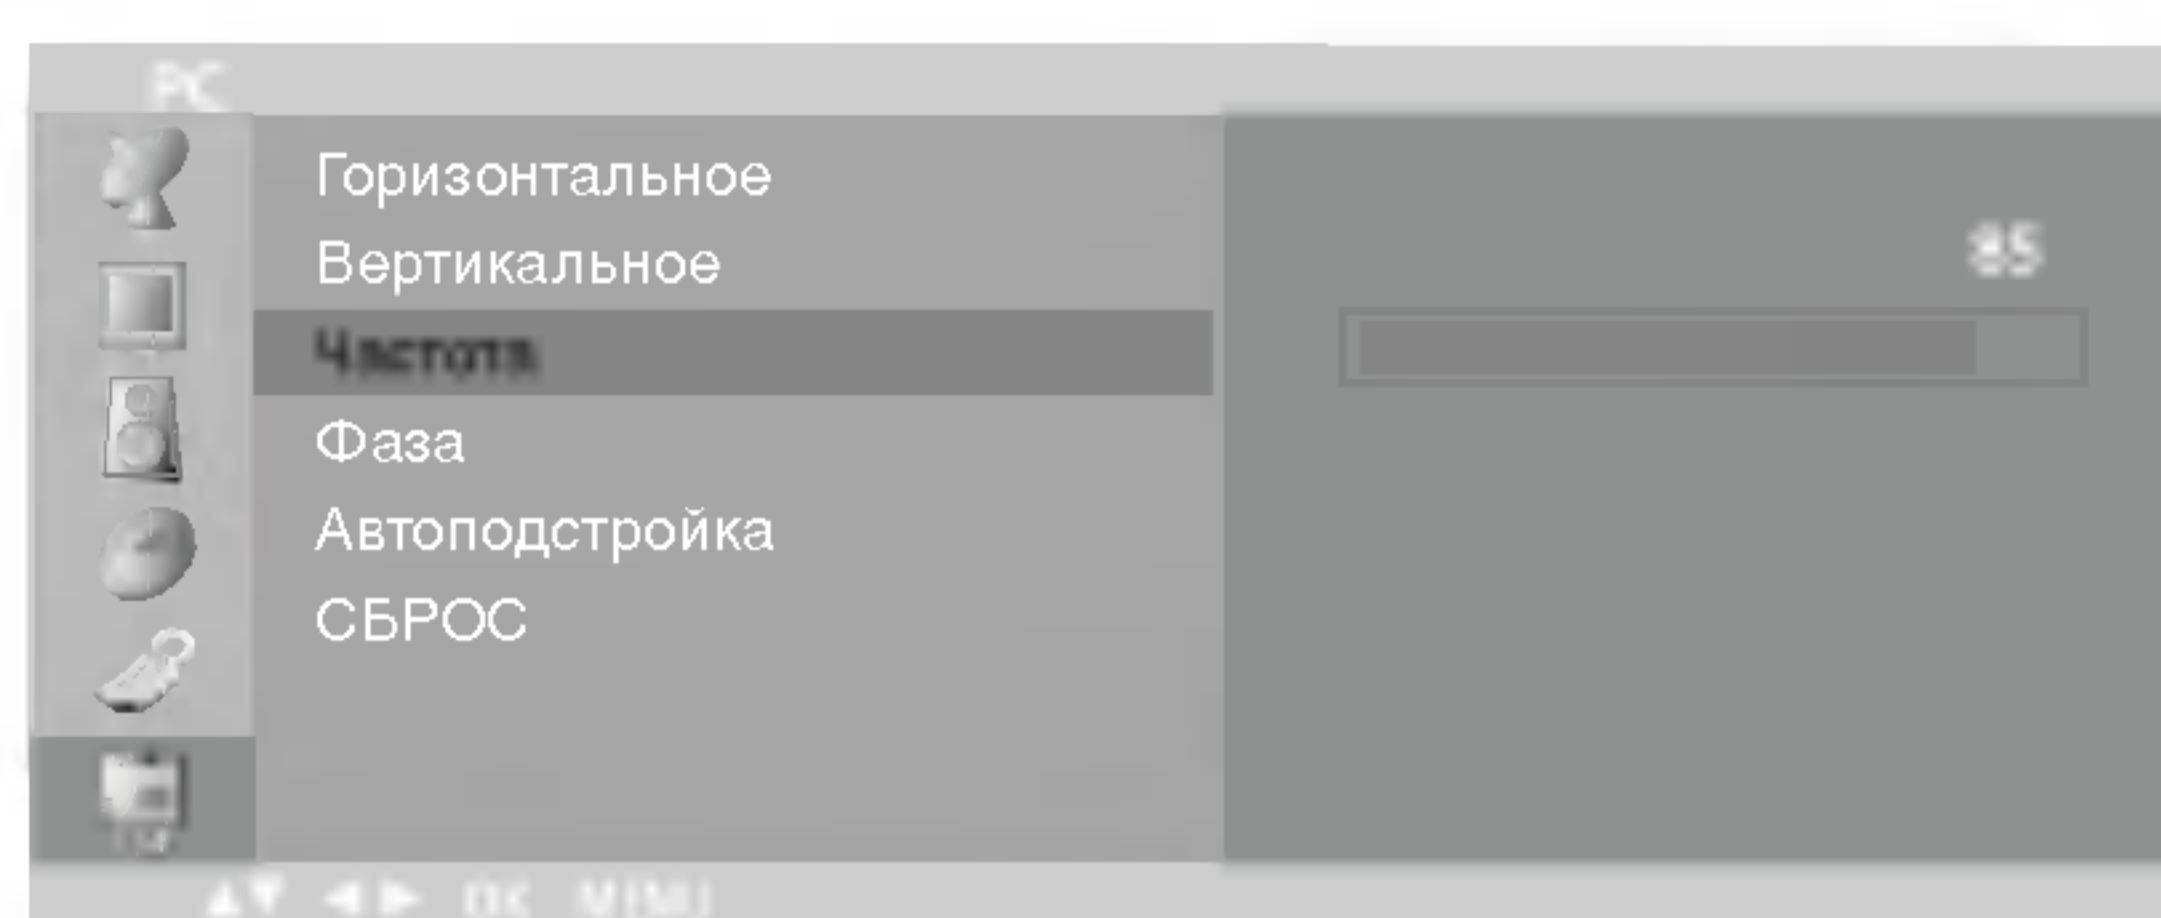 PC
Горизонтальное
Вертикальное
85
Частота
Фаза
Автоподстройка
СБРОС
▲▼ ◀▶ OK MENU